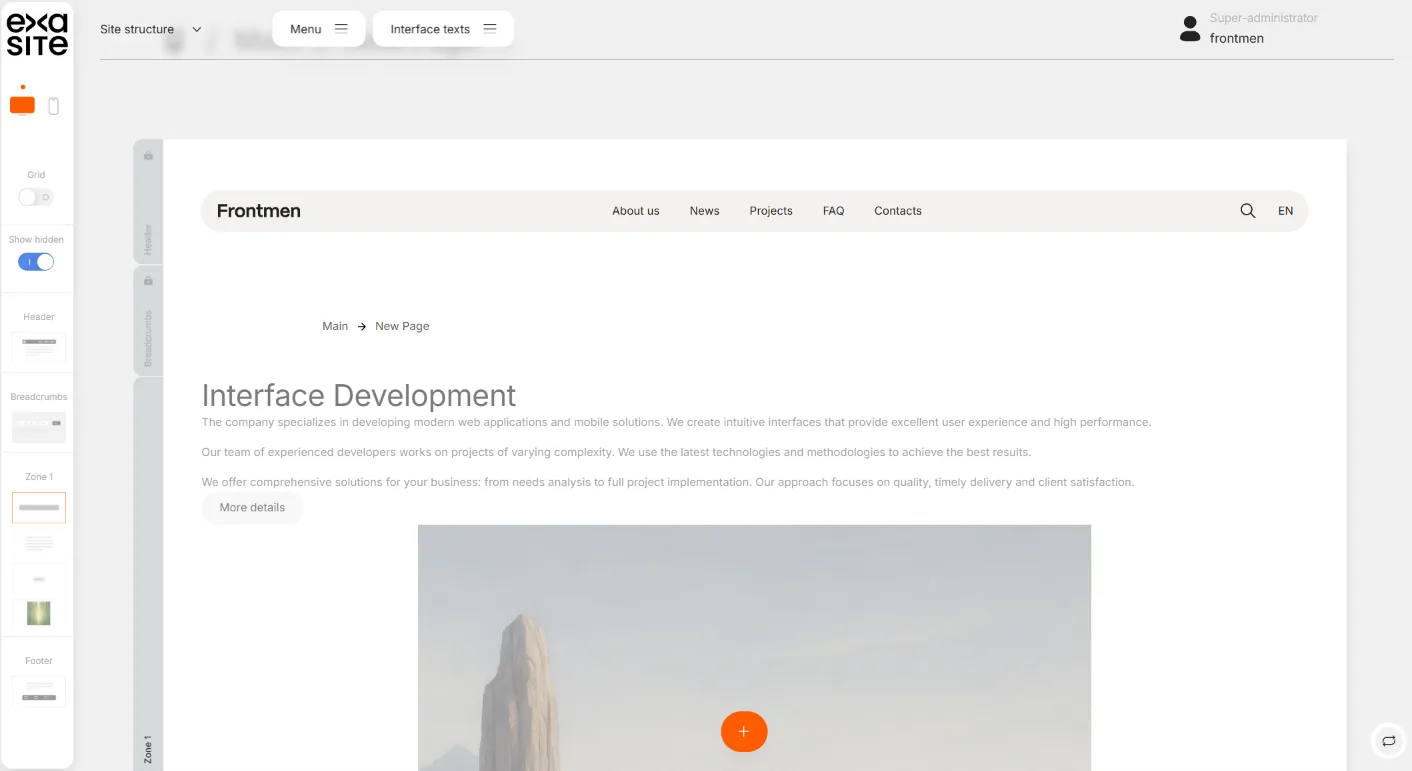 exa
site
Site structure
Menu
Interface texts
Super-administrator
frontmen
Grid
Show hidden
Header
Breadcrumbs
Zone 1
Footer
Header
Breadcrumbs
Zone 1
Frontmen
About us
News
Projects
FAQ
Contacts
EN
Main → New Page
Interface Development
The company specializes in developing modern web applications and mobile solutions. We create intuitive interfaces that provide excellent user experience and high performance.
Our team of experienced developers works on projects of varying complexity. We use the latest technologies and methodologies to achieve the best results.
We offer comprehensive solutions for your business: from needs analysis to full project implementation. Our approach focuses on quality, timely delivery and client satisfaction.
More details